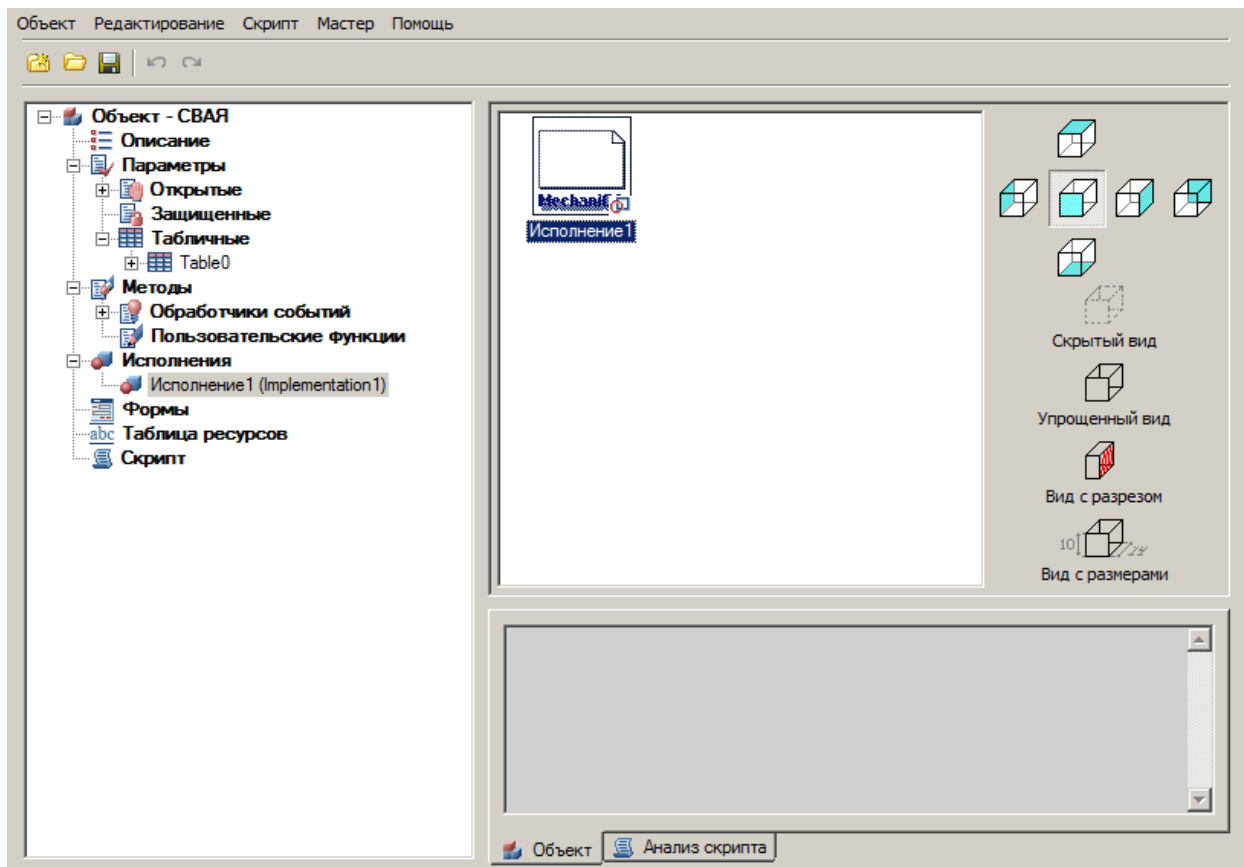 Объект Редактирование Скрипт Мастер Помощь
Объект - СВАЯ
Описание
Параметры
Открытые
Защищенные
Табличные
Table0
Методы
Обработчики событий
Пользовательские функции
Исполнения
Исполнение1 (Implementation1)
Формы
abc Таблица ресурсов
Скрипт
Исполнение1
Скрытый вид
Упрощенный вид
Вид с разрезом
10
Вид с размерами
Объект Анализ скрипта